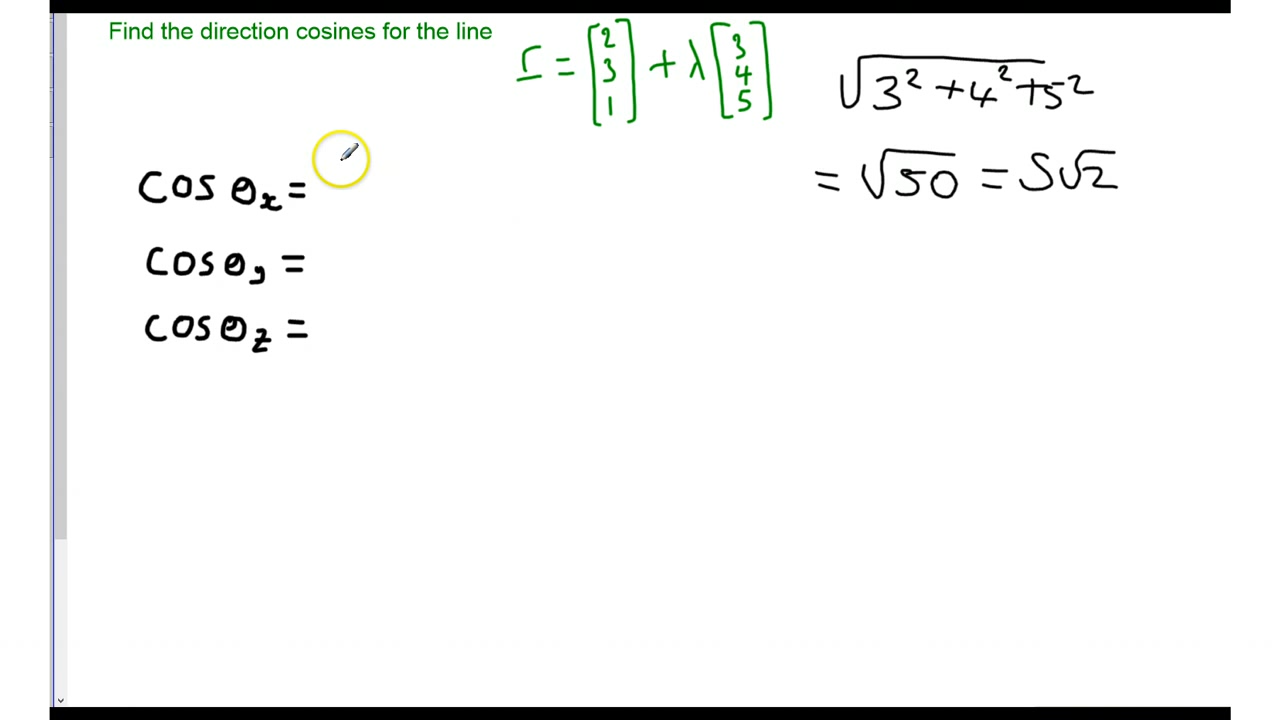 Find the direction cosines for the line
r = [2 3 1] + λ [3 4 5]
√3² + 4² + 5²
= √50 = 5√2
cos θx =
cos θy =
cos θz =